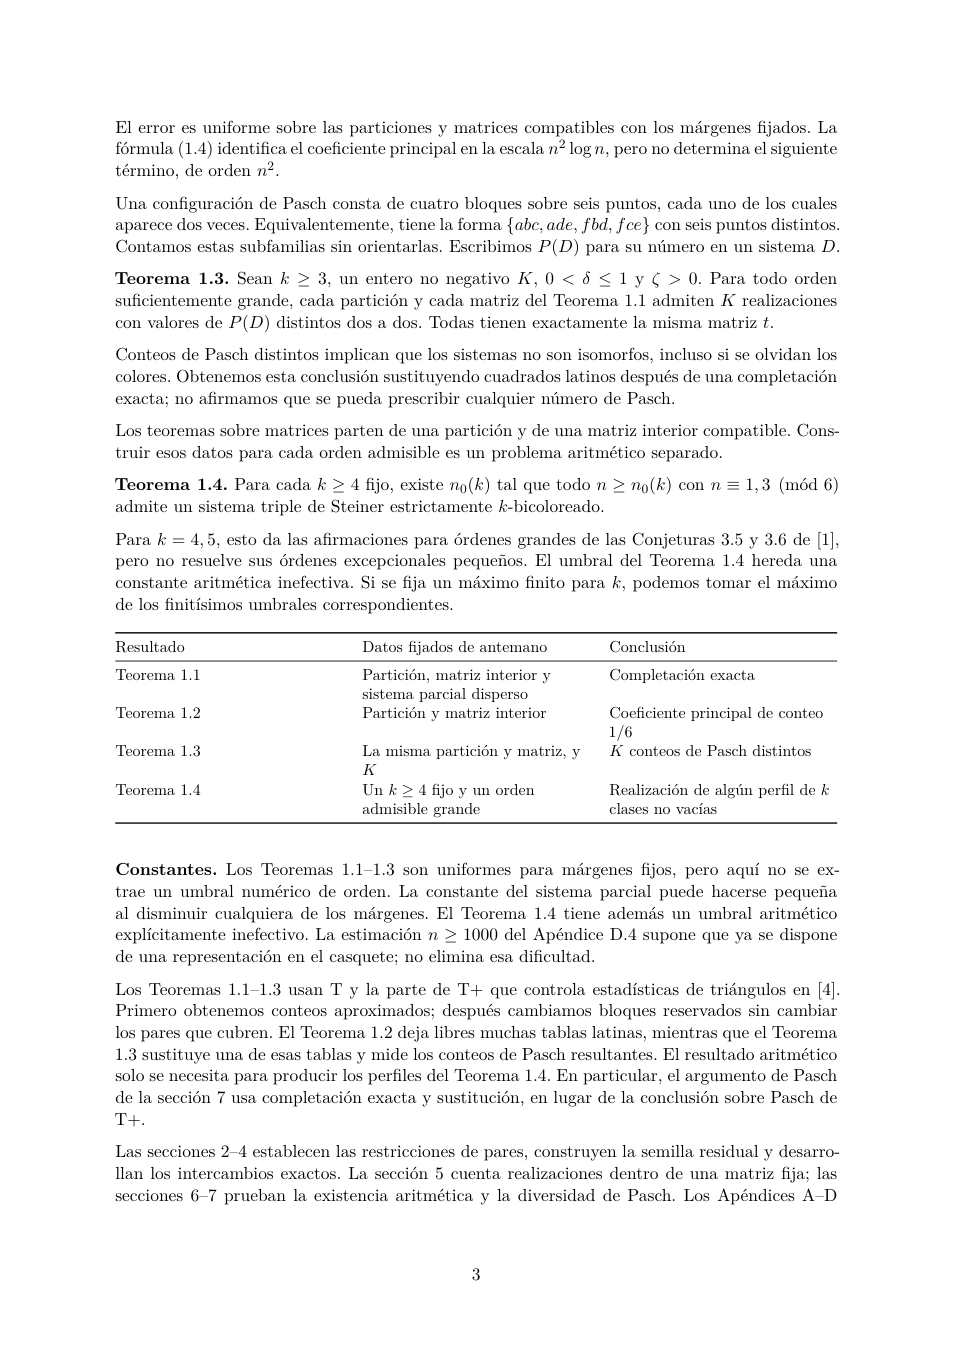 El error es uniforme sobre las particiones y matrices compatibles con los márgenes fijados. La
fórmula (1.4) identifica el coeficiente principal en la escala n² log n, pero no determina el siguiente
término, de orden n².
Una configuración de Pasch consta de cuatro bloques sobre seis puntos, cada uno de los cuales
aparece dos veces. Equivalentemente, tiene la forma {abc, ade, fbd, fce} con seis puntos distintos.
Contamos estas subfamilias sin orientarlas. Escribimos P(D) para su número en un sistema D.
Teorema 1.3. Sean k ≥ 3, un entero no negativo K, 0 < δ ≤ 1 y ζ > 0. Para todo orden
suficientemente grande, cada partición y cada matriz del Teorema 1.1 admiten K realizaciones
con valores de P(D) distintos dos a dos. Todas tienen exactamente la misma matriz t.
Conteos de Pasch distintos implican que los sistemas no son isomorfos, incluso si se olvidan los
colores. Obtenemos esta conclusión sustituyendo cuadrados latinos después de una completación
exacta; no afirmamos que se pueda prescribir cualquier número de Pasch.
Los teoremas sobre matrices parten de una partición y de una matriz interior compatible. Cons-
truir esos datos para cada orden admisible es un problema aritmético separado.
Teorema 1.4. Para cada k ≥ 4 fijo, existe n₀(k) tal que todo n ≥ n₀(k) con n ≡ 1, 3 (mód 6)
admite un sistema triple de Steiner estrictamente k-bicoloreado.
Para k = 4, 5, esto da las afirmaciones para órdenes grandes de las Conjeturas 3.5 y 3.6 de [1],
pero no resuelve sus órdenes excepcionales pequeños. El umbral del Teorema 1.4 hereda una
constante aritmética inefectiva. Si se fija un máximo finito para k, podemos tomar el máximo
de los finitísimos umbrales correspondientes.
Resultado Datos fijados de antemano Conclusión
Teorema 1.1 Partición, matriz interior y Completación exacta
sistema parcial disperso
Teorema 1.2 Partición y matriz interior Coeficiente principal de conteo
1/6
Teorema 1.3 La misma partición y matriz, y K conteos de Pasch distintos
K
Teorema 1.4 Un k ≥ 4 fijo y un orden Realización de algún perfil de k
admisible grande clases no vacías
Constantes. Los Teoremas 1.1–1.3 son uniformes para márgenes fijos, pero aquí no se ex-
trae un umbral numérico de orden. La constante del sistema parcial puede hacerse pequeña
al disminuir cualquiera de los márgenes. El Teorema 1.4 tiene además un umbral aritmético
explícitamente inefectivo. La estimación n ≥ 1000 del Apéndice D.4 supone que ya se dispone
de una representación en el casquete; no elimina esa dificultad.
Los Teoremas 1.1–1.3 usan T y la parte de T+ que controla estadísticas de triángulos en [4].
Primero obtenemos conteos aproximados; después cambiamos bloques reservados sin cambiar
los pares que cubren. El Teorema 1.2 deja libres muchas tablas latinas, mientras que el Teorema
1.3 sustituye una de esas tablas y mide los conteos de Pasch resultantes. El resultado aritmético
solo se necesita para producir los perfiles del Teorema 1.4. En particular, el argumento de Pasch
de la sección 7 usa completación exacta y sustitución, en lugar de la conclusión sobre Pasch de
T+.
Las secciones 2–4 establecen las restricciones de pares, construyen la semilla residual y desarro-
llan los intercambios exactos. La sección 5 cuenta realizaciones dentro de una matriz fija; las
secciones 6–7 prueban la existencia aritmética y la diversidad de Pasch. Los Apéndices A–D
3